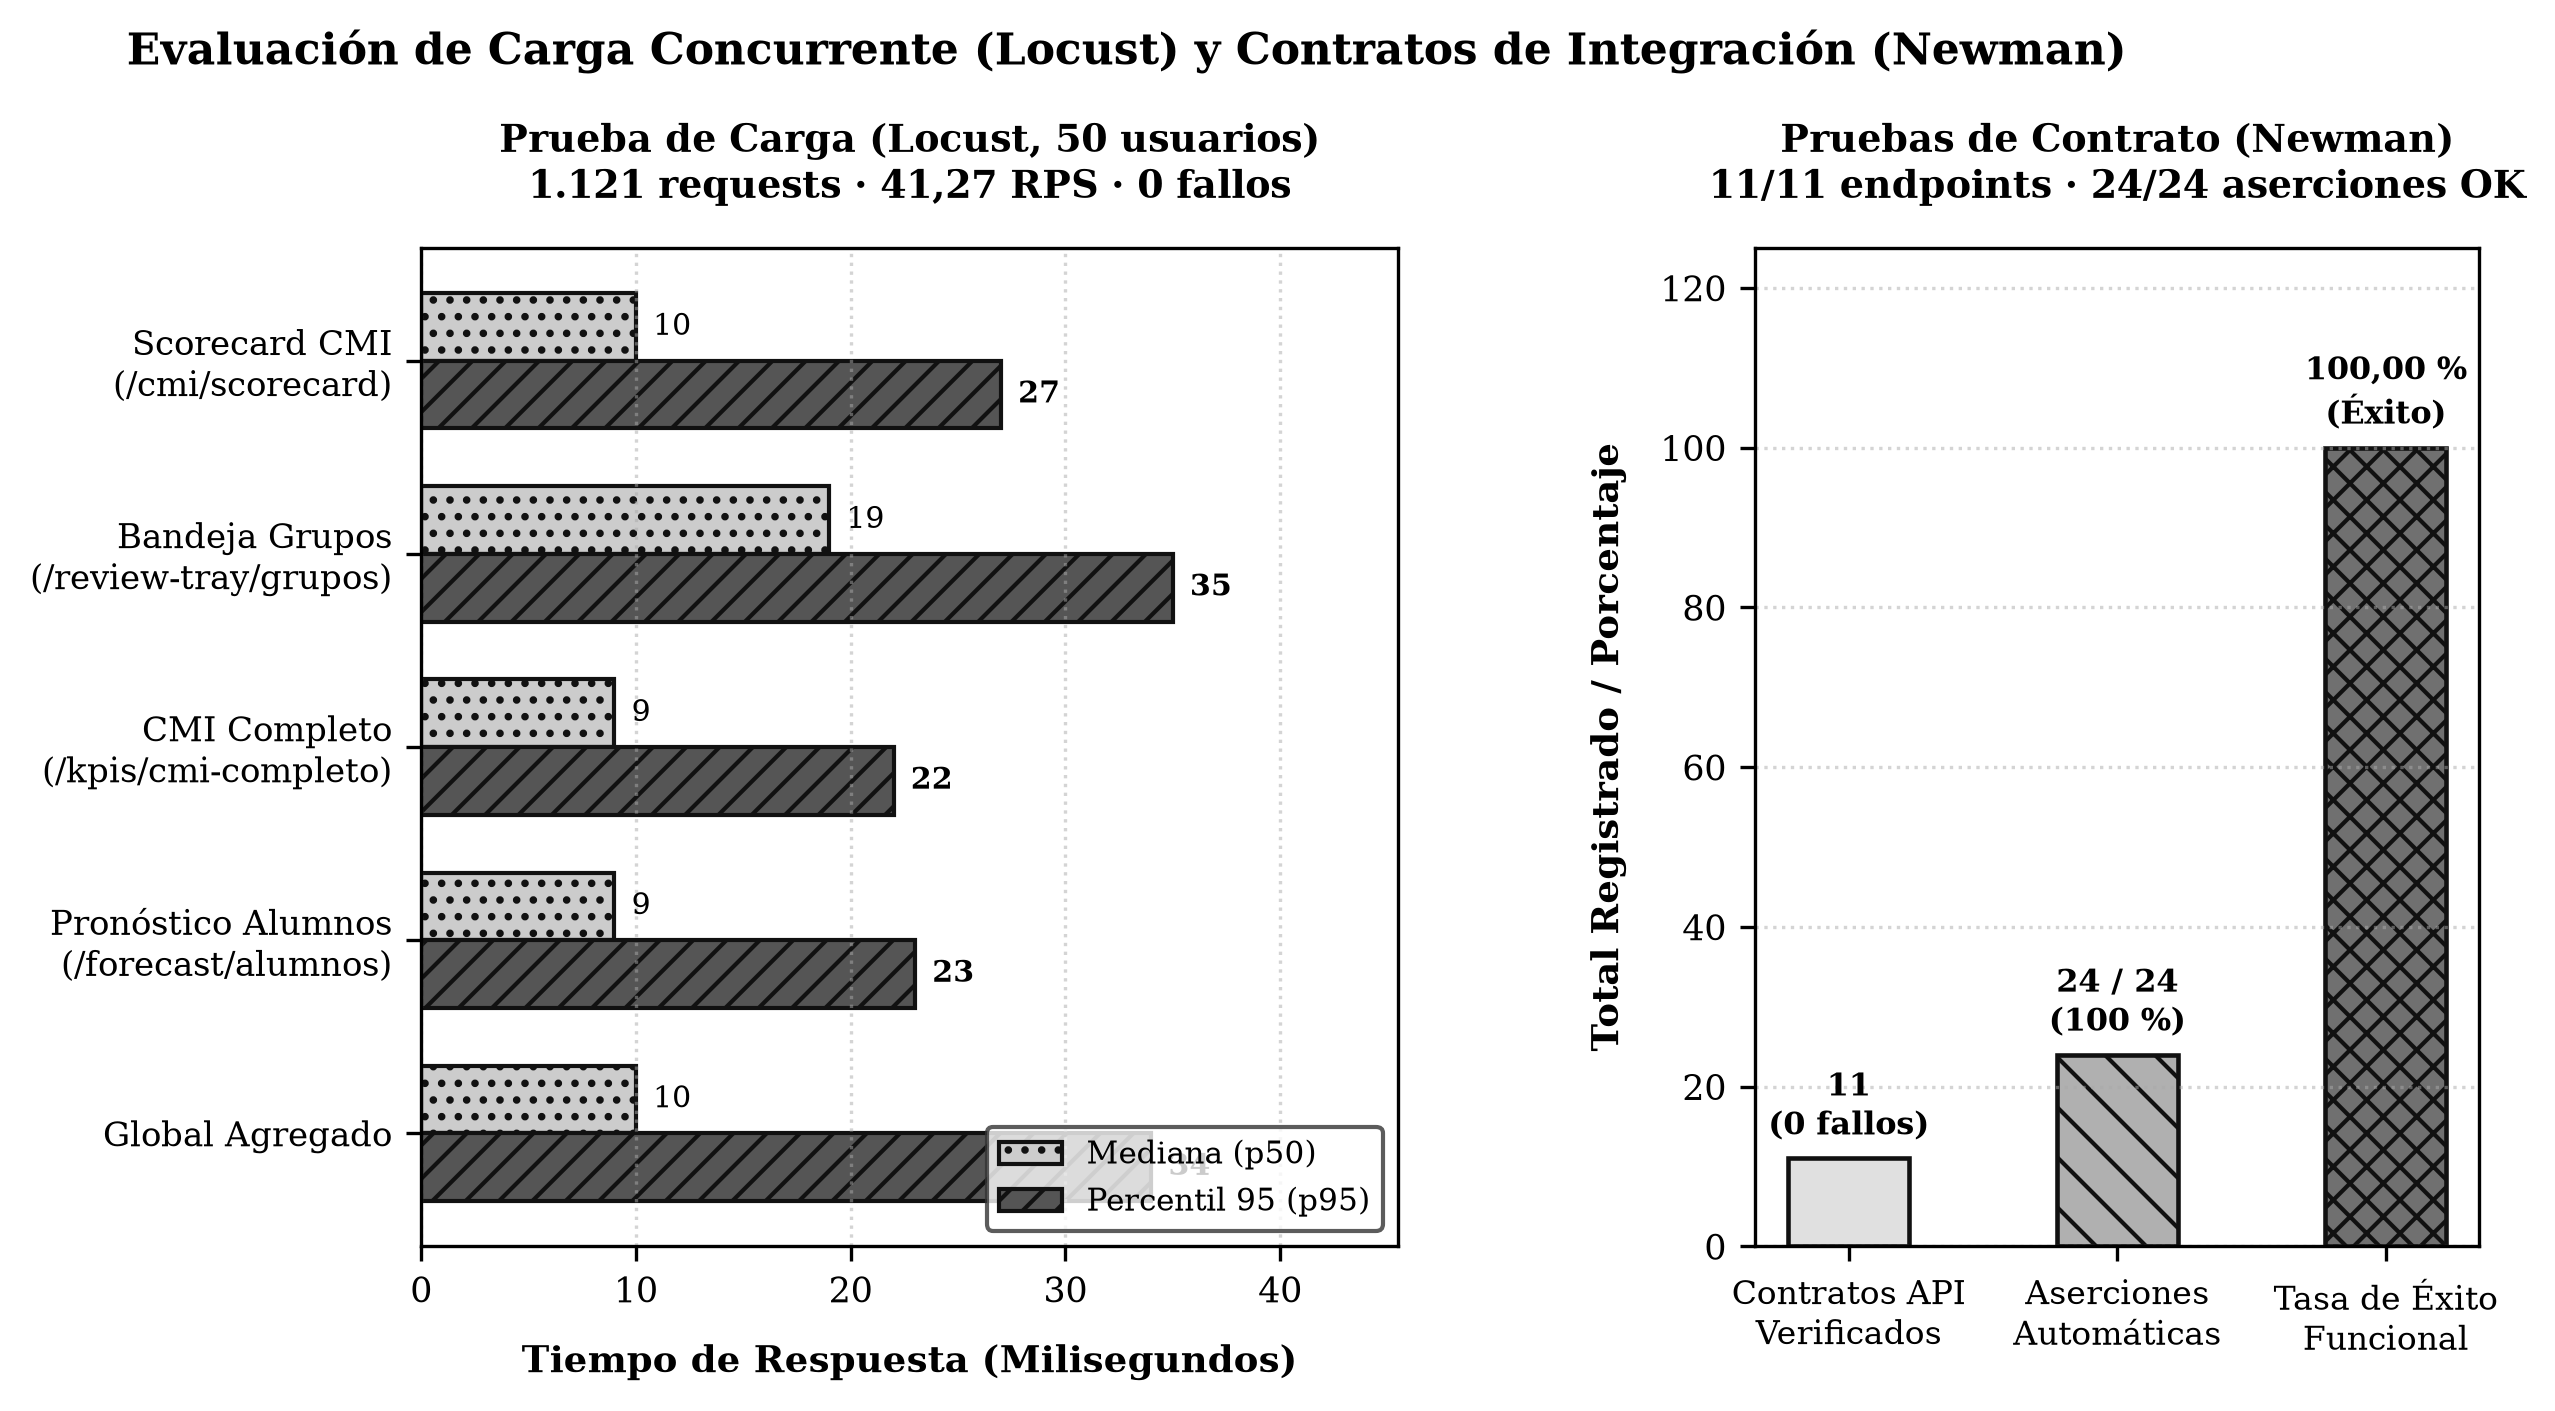 Evaluación de Carga Concurrente (Locust) y Contratos de Integración (Newman)
Prueba de Carga (Locust, 50 usuarios)
1.121 requests · 41,27 RPS · 0 fallos
Scorecard CMI
(/cmi/scorecard)
10
27
Bandeja Grupos
(/review-tray/grupos)
19
35
CMI Completo
(/kpis/cmi-completo)
9
22
Pronóstico Alumnos
(/forecast/alumnos)
9
23
Global Agregado
10
34
Mediana (p50)
Percentil 95 (p95)
0 10 20 30 40
Tiempo de Respuesta (Milisegundos)
Pruebas de Contrato (Newman)
11/11 endpoints · 24/24 aserciones OK
Total Registrado / Porcentaje
120
100
80
60
40
20
0
11
(0 fallos)
24 / 24
(100 %)
100,00 %
(Éxito)
Contratos API
Verificados
Aserciones
Automáticas
Tasa de Éxito
Funcional